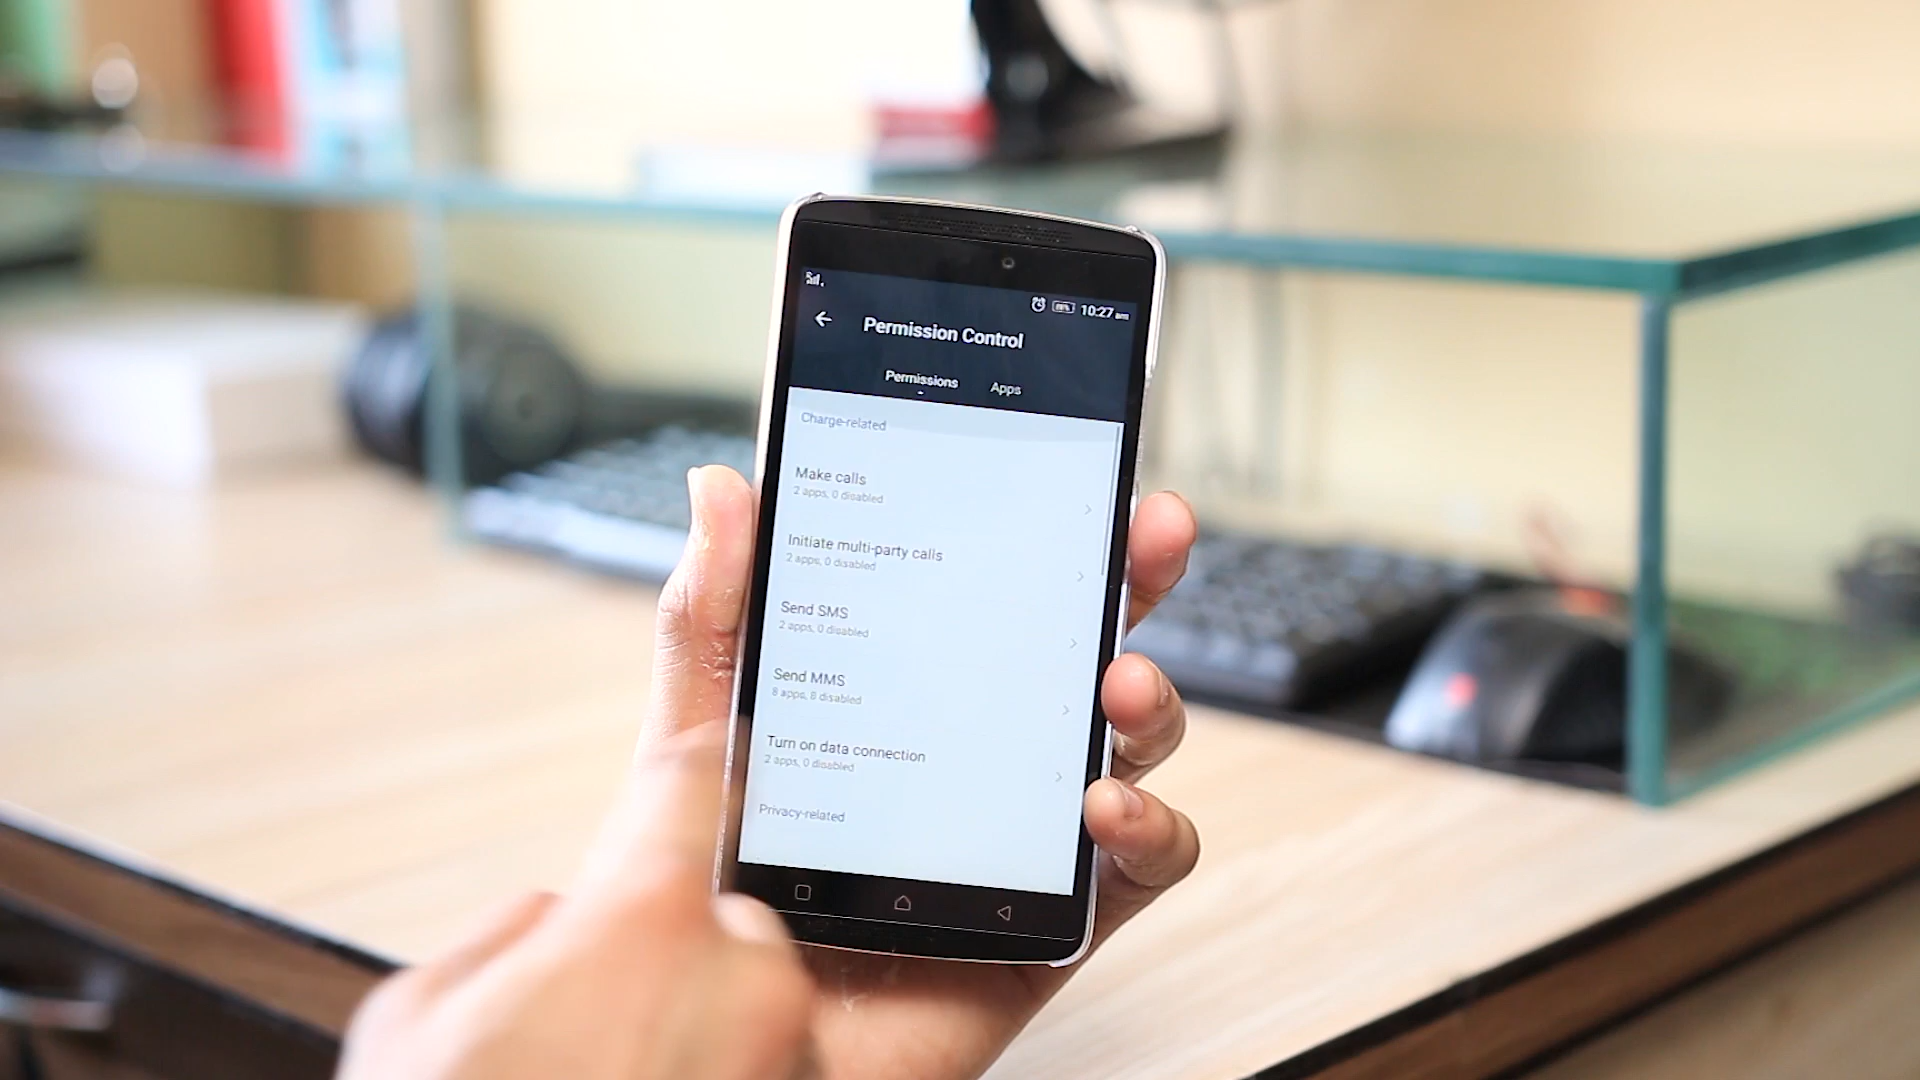 10:27 am
Permission Control
Permissions Apps
Charge-related
Make calls
2 apps, 0 disabled
Initiate multi-party calls
2 apps, 0 disabled
Send SMS
2 apps, 0 disabled
Send MMS
8 apps, 8 disabled
Turn on data connection
2 apps, 0 disabled
Privacy-related